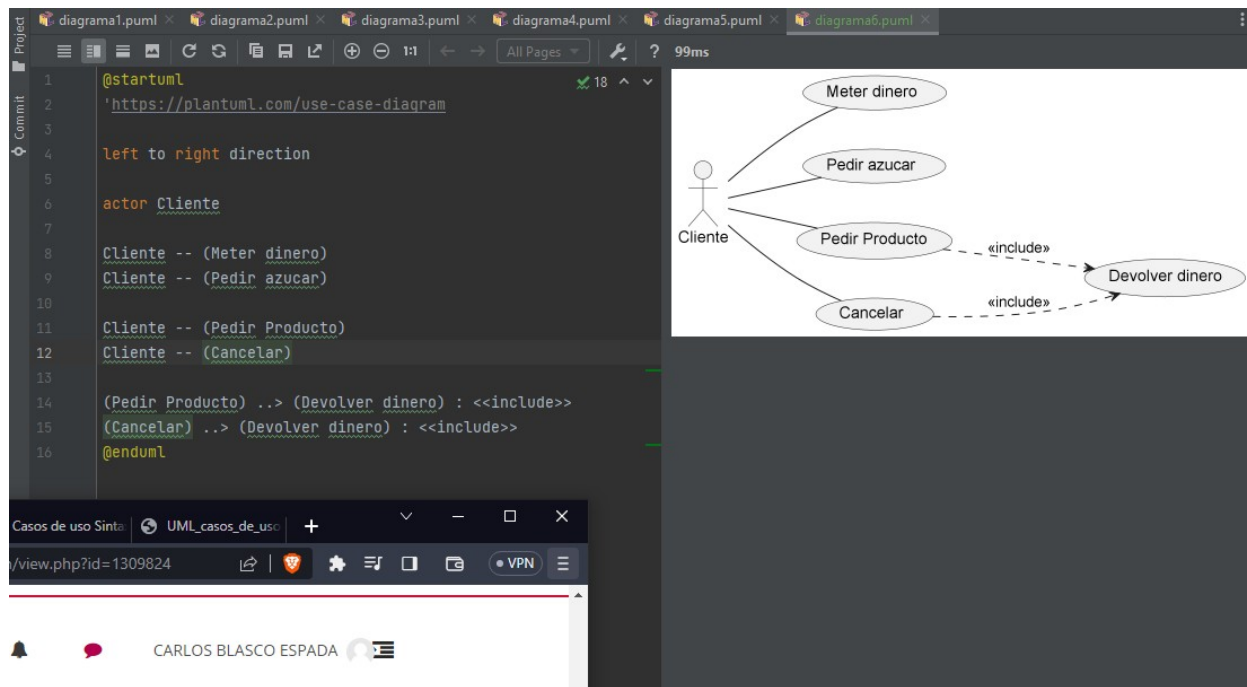 diagrama1.puml × diagrama2.puml × diagrama3.puml × diagrama4.puml × diagrama5.puml × diagrama6.puml ×
Project
Commit
1:1 All Pages ? 99ms
18
1 @startuml
2 'https://plantuml.com/use-case-diagram
3
4 left to right direction
5
6 actor Cliente
7
8 Cliente -- (Meter dinero)
9 Cliente -- (Pedir azucar)
10
11 Cliente -- (Pedir Producto)
12 Cliente -- (Cancelar)
13
14 (Pedir Producto) ..> (Devolver dinero) : <<include>>
15 (Cancelar) ..> (Devolver dinero) : <<include>>
16 @enduml
Meter dinero
Pedir azucar
Cliente
Pedir Producto
«include»
Devolver dinero
«include»
Cancelar
Casos de uso Sinta UML_casos_de_uso +
/view.php?id=1309824 VPN
CARLOS BLASCO ESPADA